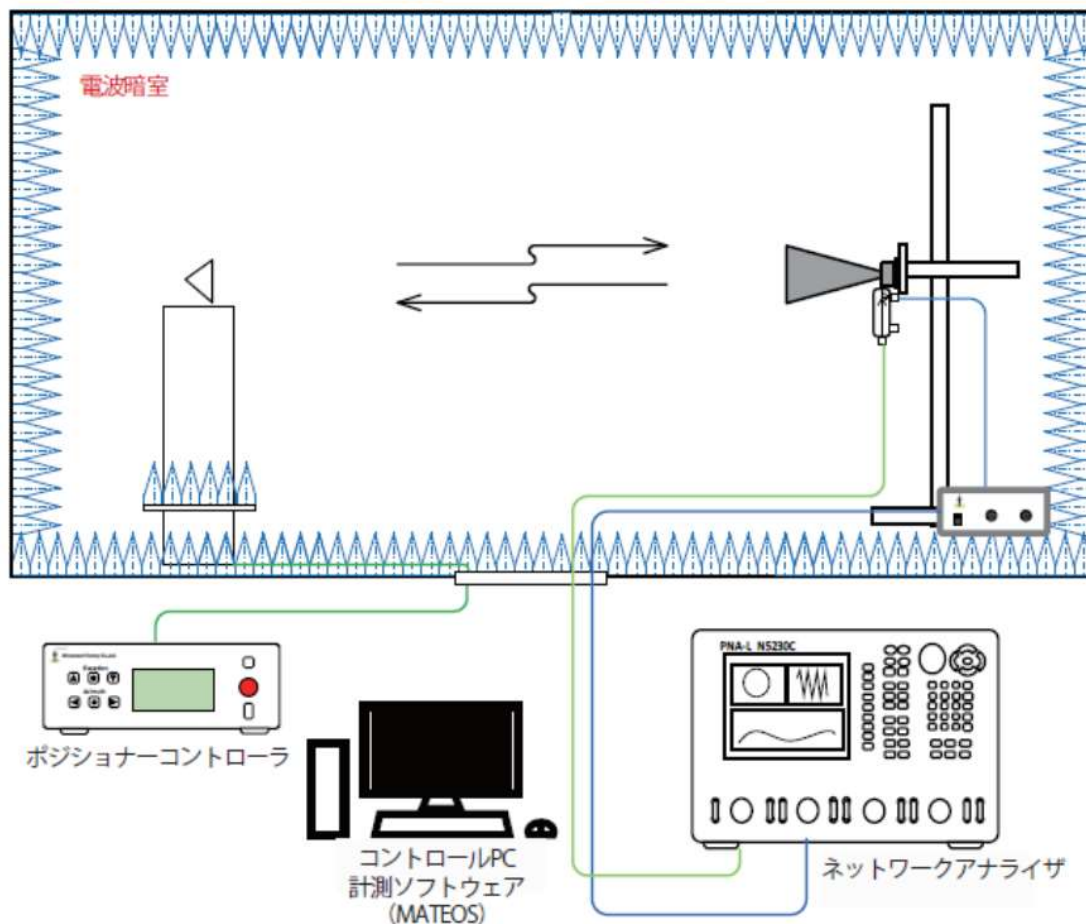 電波暗室
PNA-L N5230C
Elevation
Azimuth
ポジショナーコントローラ
コントロールPC
計測ソフトウェア
(MATEOS)
ネットワークアナライザ